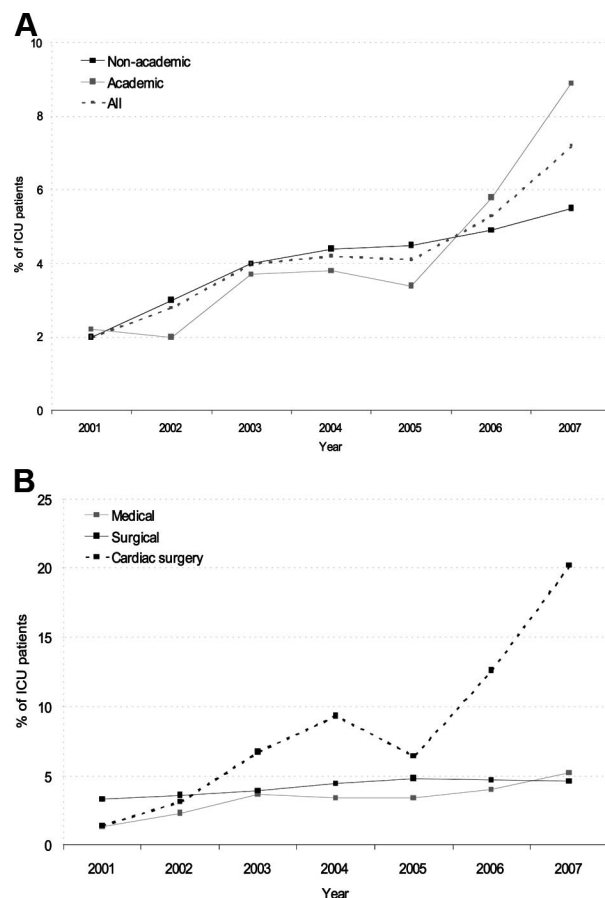 A
10
8
6
4
2
0
% of ICU patients
Non-academic
Academic
All
2001 2002 2003 2004 2005 2006 2007
Year
B
25
20
15
10
5
0
% of ICU patients
Medical
Surgical
Cardiac surgery
2001 2002 2003 2004 2005 2006 2007
Year